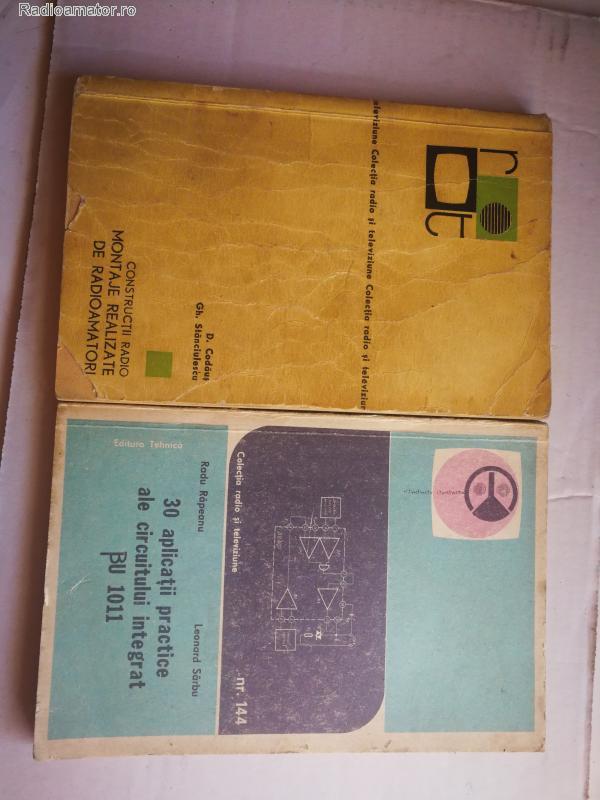 Radioamator.ro
r
t
televiziune Colecția radio și televiziune Colecția radio și televiziune
D. Codăuș
Gh. Stănciulescu
CONSTRUCȚII RADIO
MONTAJE REALIZATE
DE RADIOAMATORI
Editura Tehnică
Colecția radio și televiziune
nr. 144
Radu Râpeanu
Leonard Sârbu
30 aplicații practice
ale circuitului integrat
βU 1011